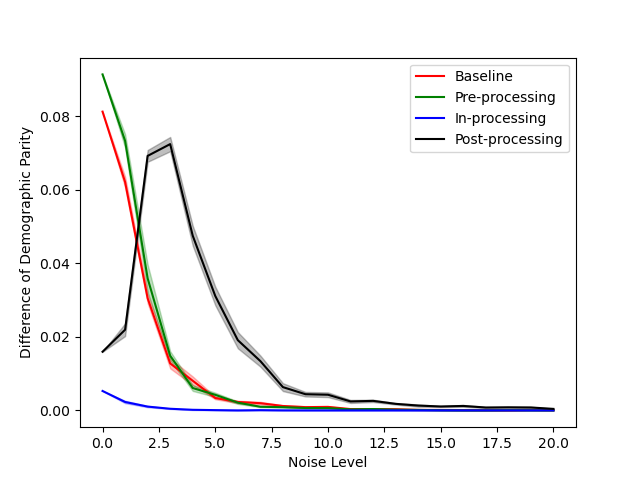 Baseline
Pre-processing
In-processing
Post-processing
Difference of Demographic Parity
0.08
0.06
0.04
0.02
0.00
0.0 2.5 5.0 7.5 10.0 12.5 15.0 17.5 20.0
Noise Level